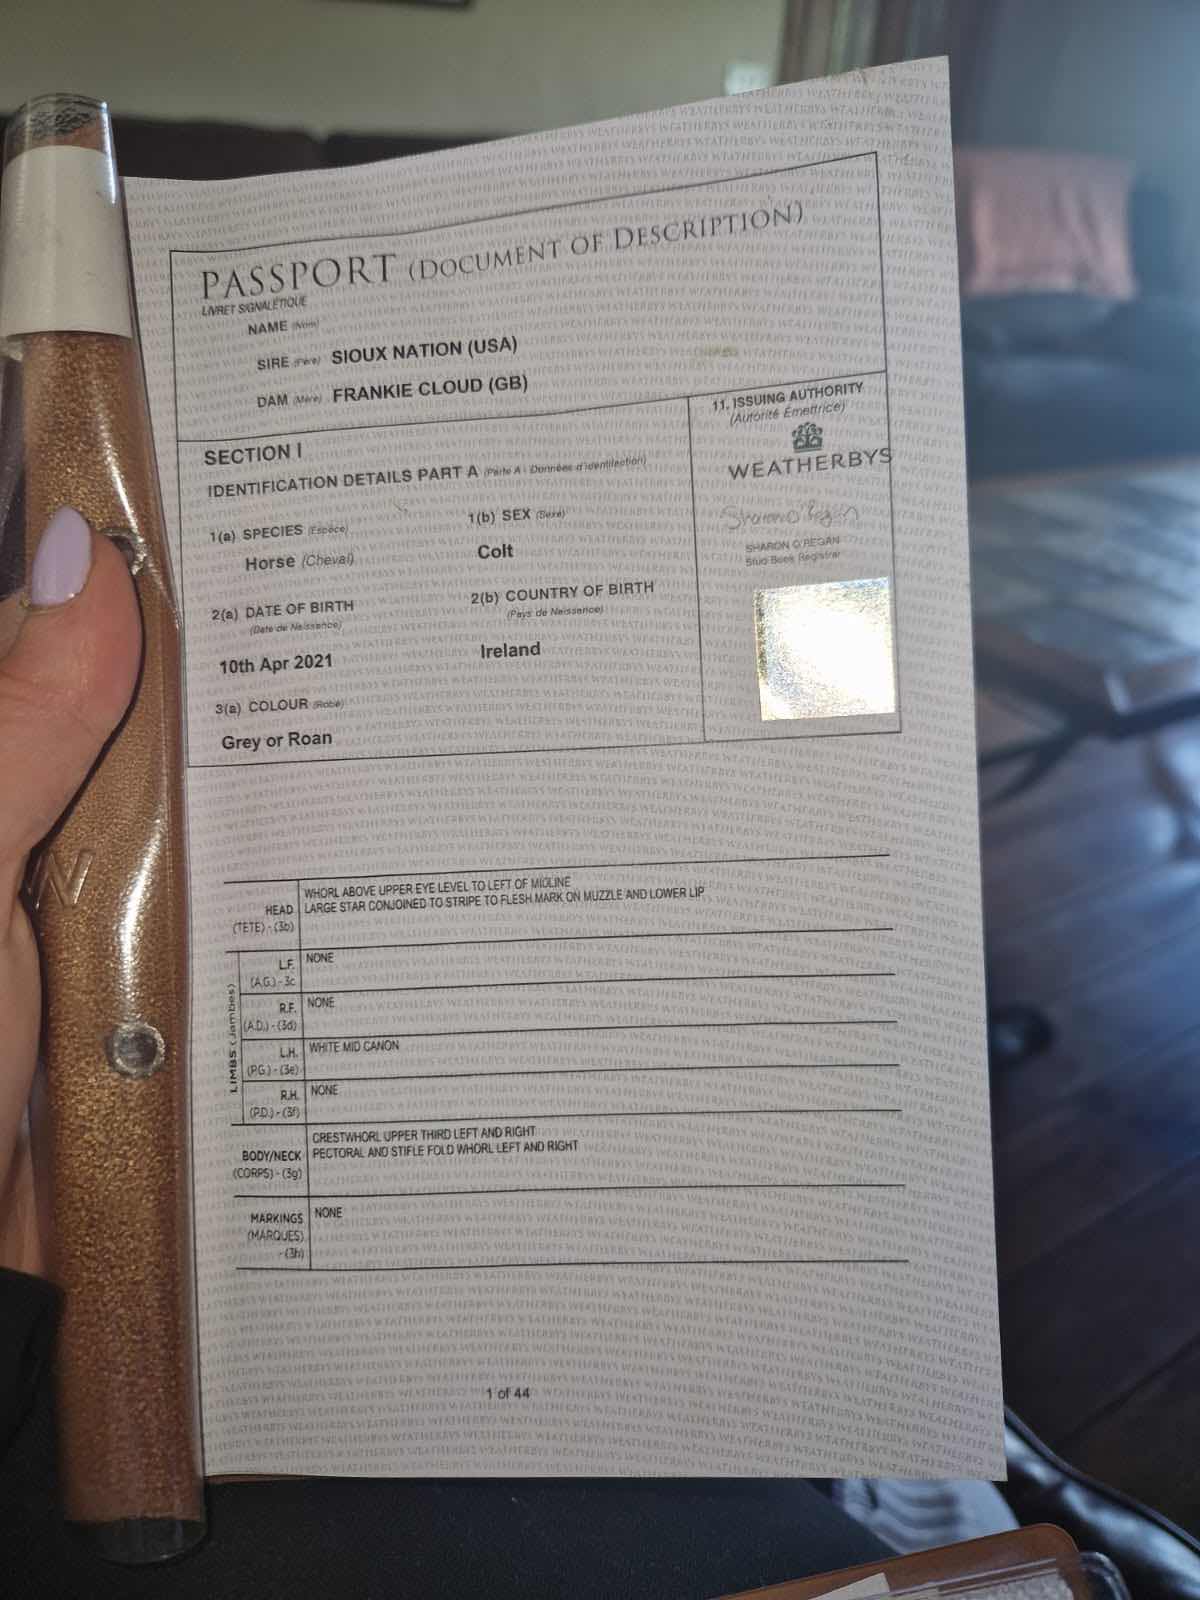 PASSPORT (DOCUMENT OF DESCRIPTION)
LIVRET SIGNALÉTIQUE
NAME (Nom)
SIRE (Père) SIOUX NATION (USA)
DAM (Mère) FRANKIE CLOUD (GB)
SECTION I
IDENTIFICATION DETAILS PART A (Partie A - Données d'identification)
1(a) SPECIES (Espèce)
Horse (Cheval)
1(b) SEX (Sexe)
Colt
2(a) DATE OF BIRTH
(Date de Naissance)
10th Apr 2021
2(b) COUNTRY OF BIRTH
(Pays de Naissance)
Ireland
3(a) COLOUR (Robe)
Grey or Roan
11. ISSUING AUTHORITY
(Autorité Émettrice)
WEATHERBYS
Sharon O'Regan
SHARON O'REGAN
Stud Book Registrar
HEAD
(TETE) - (3b)
WHORL ABOVE UPPER EYE LEVEL TO LEFT OF MIDLINE
LARGE STAR CONJOINED TO STRIPE TO FLESH MARK ON MUZZLE AND LOWER LIP
LIMBS (Jambes)
L.F. NONE
(A.G.) - 3c
R.F. NONE
(A.D.) - (3d)
L.H. WHITE MID CANON
(P.G.) - (3e)
R.H. NONE
(P.D.) - (3f)
BODY/NECK
(CORPS) - (3g)
CRESTWHORL UPPER THIRD LEFT AND RIGHT
PECTORAL AND STIFLE FOLD WHORL LEFT AND RIGHT
MARKINGS NONE
(MARQUES)
- (3h)
1 of 44
W